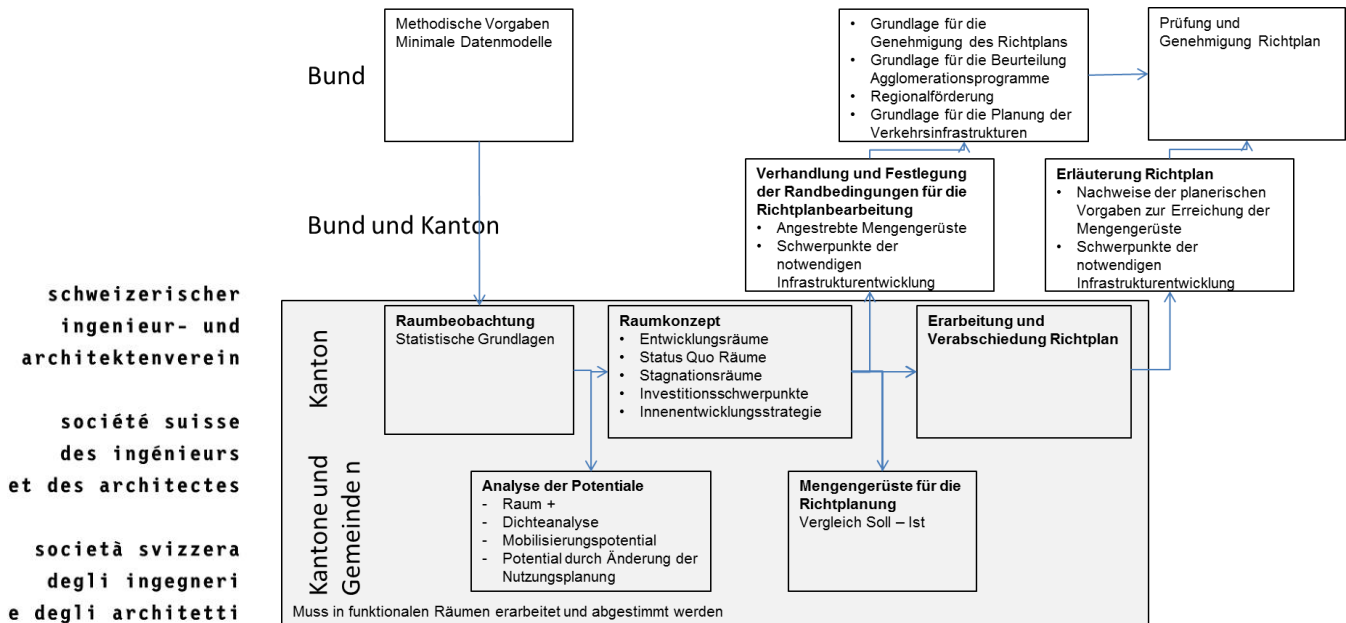 Bund
Methodische Vorgaben
Minimale Datenmodelle
• Grundlage für die
Genehmigung des Richtplans
• Grundlage für die Beurteilung
Agglomerationsprogramme
• Regionalförderung
• Grundlage für die Planung der
Verkehrsinfrastrukturen
Prüfung und
Genehmigung Richtplan
Bund und Kanton
Verhandlung und Festlegung
der Randbedingungen für die
Richtplanbearbeitung
• Angestrebte Mengengerüste
• Schwerpunkte der
notwendigen
Infrastrukturentwicklung
Erläuterung Richtplan
• Nachweise der planerischen
Vorgaben zur Erreichung der
Mengengerüste
• Schwerpunkte der
notwendigen
Infrastrukturentwicklung
schweizerischer
ingenieur- und
architektenverein
société suisse
des ingénieurs
et des architectes
società svizzera
degli ingegneri
e degli architetti
Kanton
Raumbeobachtung
Statistische Grundlagen
Raumkonzept
• Entwicklungsräume
• Status Quo Räume
• Stagnationsräume
• Investitionsschwerpunkte
• Innenentwicklungsstrategie
Erarbeitung und
Verabschiedung Richtplan
Kantone und
Gemeinde n
Analyse der Potentiale
- Raum +
- Dichteanalyse
- Mobilisierungspotential
- Potential durch Änderung der
Nutzungsplanung
Mengengerüste für die
Richtplanung
Vergleich Soll – Ist
Muss in funktionalen Räumen erarbeitet und abgestimmt werden